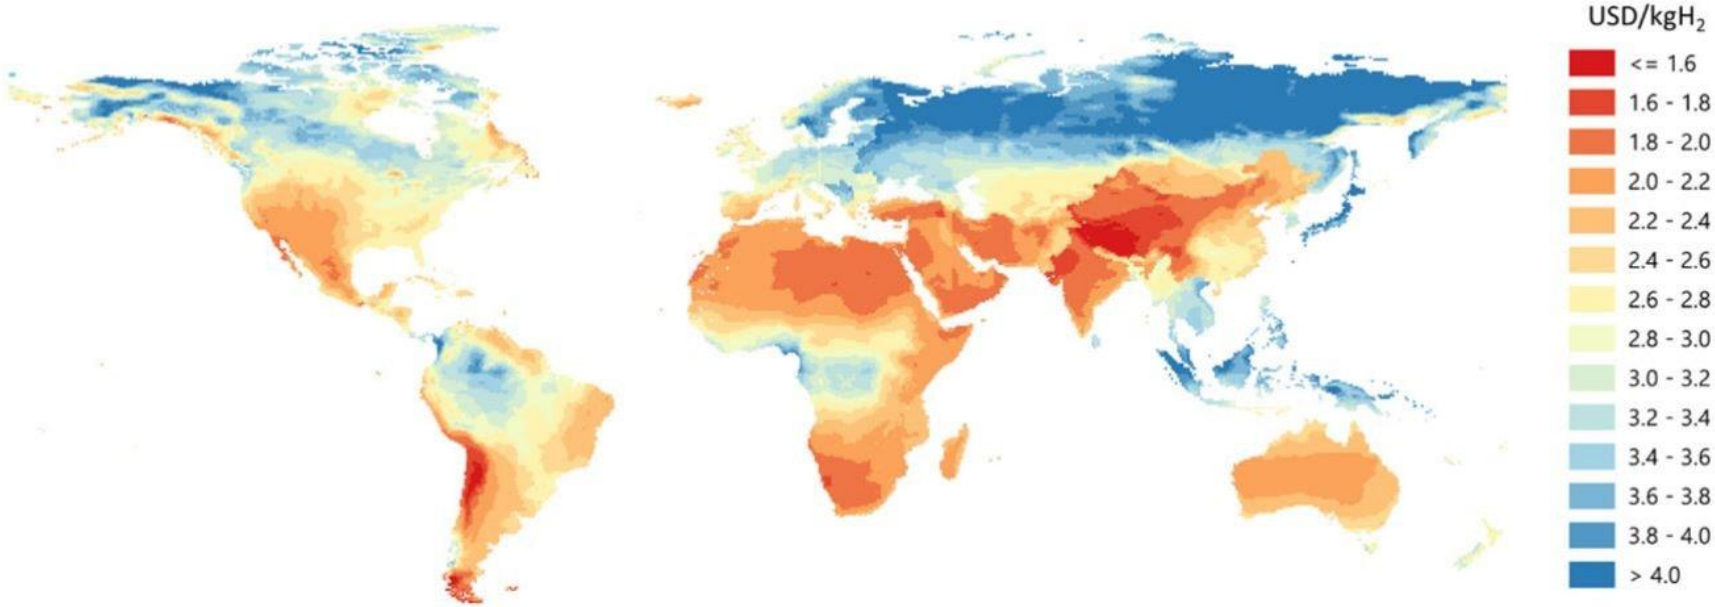 USD/kgH₂
<= 1.6
1.6 - 1.8
1.8 - 2.0
2.0 - 2.2
2.2 - 2.4
2.4 - 2.6
2.6 - 2.8
2.8 - 3.0
3.0 - 3.2
3.2 - 3.4
3.4 - 3.6
3.6 - 3.8
3.8 - 4.0
> 4.0